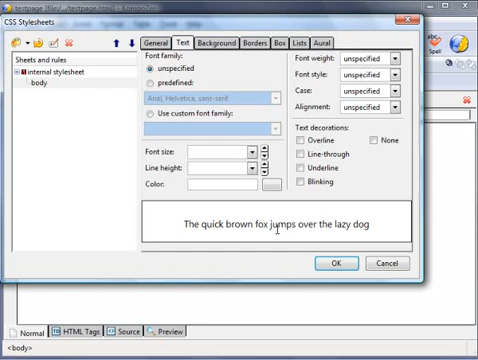 CSS Stylesheets
General Text Background Borders Box Lists Aural
Sheets and rules
internal stylesheet
body
Font family:
unspecified
predefined:
Arial, Helvetica, sans-serif
Use custom font family:
Font size:
Line height:
Color:
Font weight: unspecified
Font style: unspecified
Case: unspecified
Alignment: unspecified
Text decorations:
Overline None
Line-through
Underline
Blinking
The quick brown fox jumps over the lazy dog
OK Cancel
Spell
Normal HTML Tags Source Preview
<body>